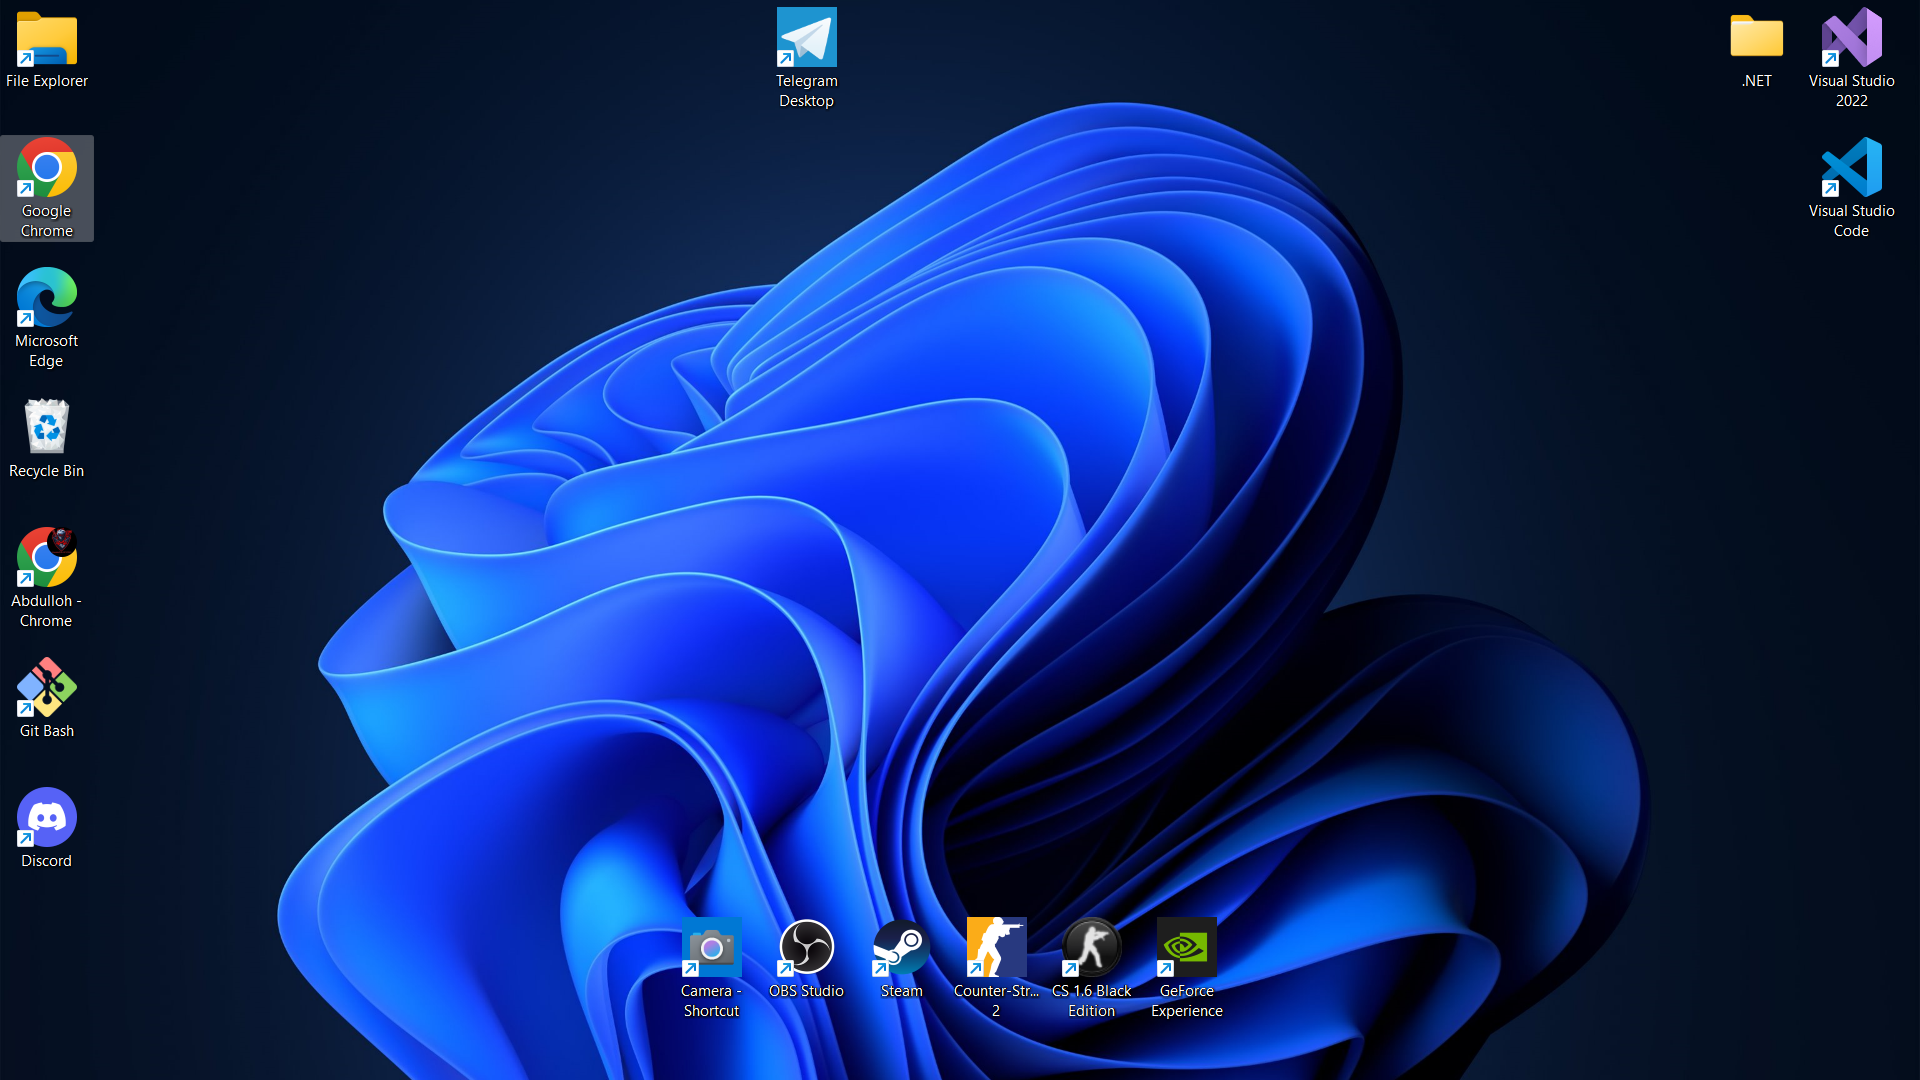 File Explorer
Telegram
Desktop
.NET
Visual Studio
2022
Google
Chrome
Visual Studio
Code
Microsoft
Edge
Recycle Bin
Abdulloh -
Chrome
Git Bash
Discord
Camera -
Shortcut
OBS Studio
Steam
Counter-Str...
2
CS 1.6 Black
Edition
GeForce
Experience